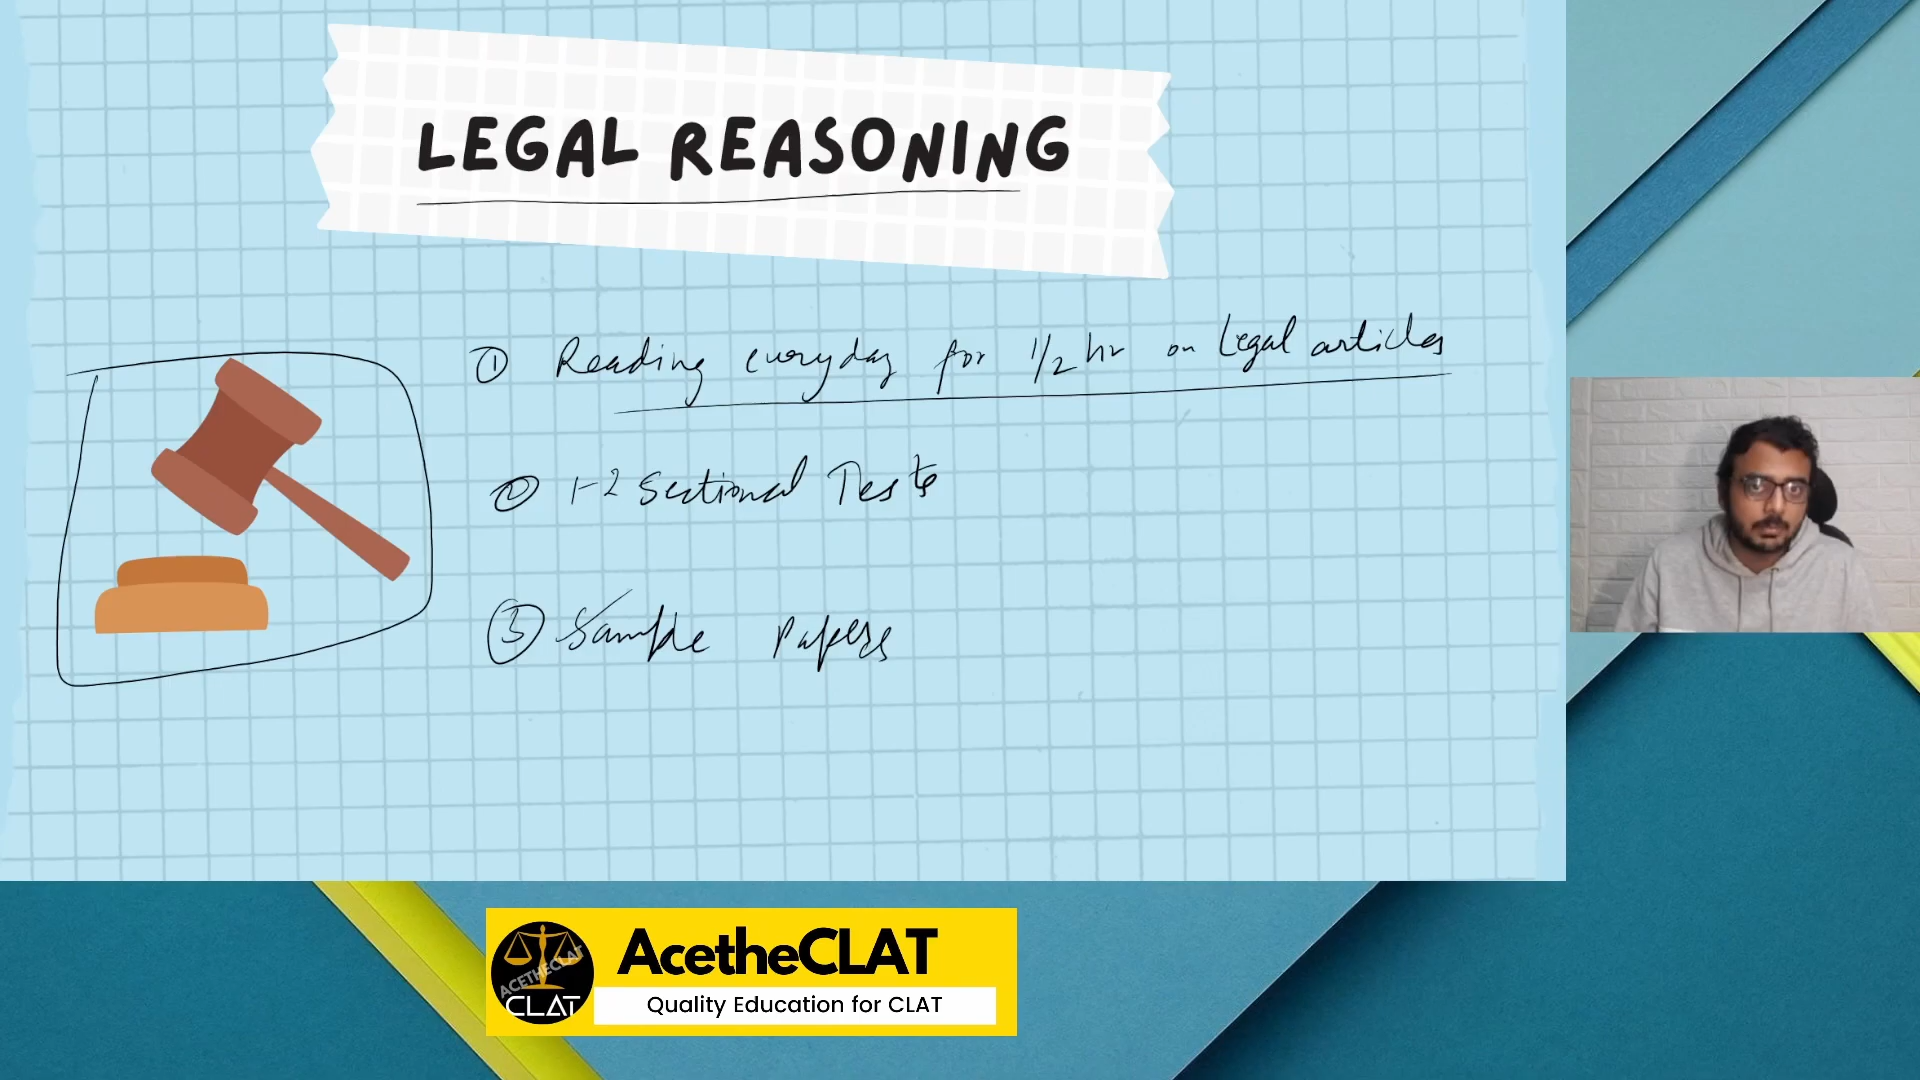 LEGAL REASONING
① Reading everyday for 1/2 hr on Legal articles
② 1-2 Sectional Tests
③ Sample Papers
ACETHECLAT
CLAT
AcetheCLAT
Quality Education for CLAT